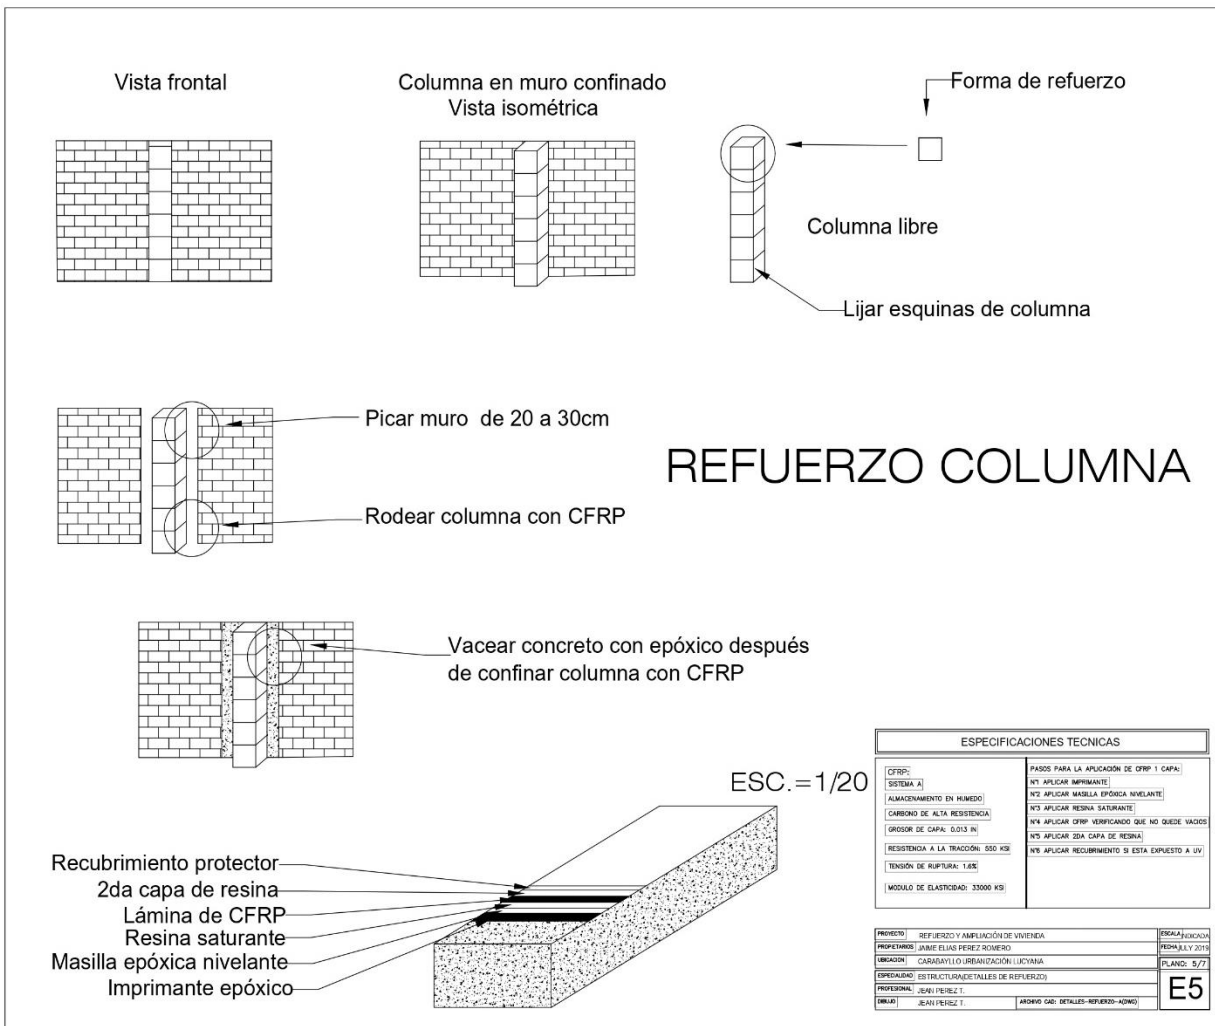 Vista frontal
Columna en muro confinado
Vista isométrica
Forma de refuerzo
Columna libre
Lijar esquinas de columna
Picar muro de 20 a 30cm
Rodear columna con CFRP
REFUERZO COLUMNA
Vacear concreto con epóxico después
de confinar columna con CFRP
ESC.=1/20
Recubrimiento protector
2da capa de resina
Lámina de CFRP
Resina saturante
Masilla epóxica nivelante
Imprimante epóxico
ESPECIFICACIONES TECNICAS
CFRP:
SISTEMA A
ALMACENAMIENTO EN HUMEDO
CARBONO DE ALTA RESISTENCIA
GROSOR DE CAPA: 0.013 IN
RESISTENCIA A LA TRACCIÓN: 550 KSI
TENSIÓN DE RUPTURA: 1.6%
MODULO DE ELASTICIDAD: 33000 KSI
PASOS PARA LA APLICACIÓN DE CFRP 1 CAPA:
N°1 APLICAR IMPRIMANTE
N°2 APLICAR MASILLA EPÓXICA NIVELANTE
N°3 APLICAR RESINA SATURANTE
N°4 APLICAR CFRP VERIFICANDO QUE NO QUEDE VACIOS
N°5 APLICAR 2DA CAPA DE RESINA
N°6 APLICAR RECUBRIMIENTO SI ESTA EXPUESTO A UV
PROYECTO REFUERZO Y AMPLIACIÓN DE VIVIENDA
PROPIETARIOS JAIME ELIAS PEREZ ROMERO
UBICACION CARABAYLLO URBANIZACIÓN LUCYANA
ESPECIALIDAD ESTRUCTURA(DETALLES DE REFUERZO)
PROFESIONAL JEAN PEREZ T.
DIBUJO JEAN PEREZ T. ARCHIVO CAD: DETALLES-REFUERZO-A(DWG)
ESCALA INDICADA
FECHA JULY 2019
PLANO: 5/7
E5